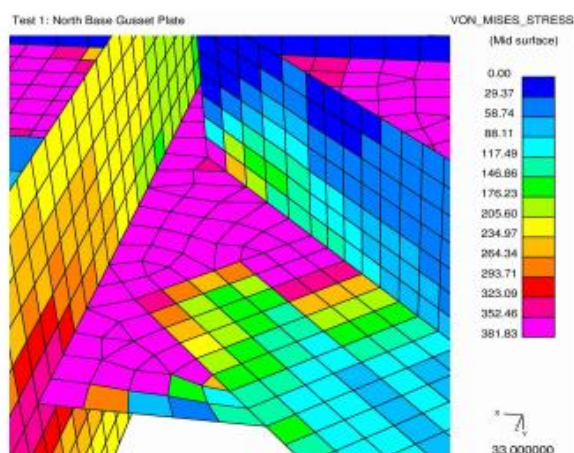 Test 1: North Base Gusset Plate
VON_MISES_STRESS
(Mid surface)
0.00
29.37
58.74
88.11
117.49
146.86
176.23
205.60
234.97
264.34
293.71
323.09
352.46
381.83
X
Z
Y
33.000000